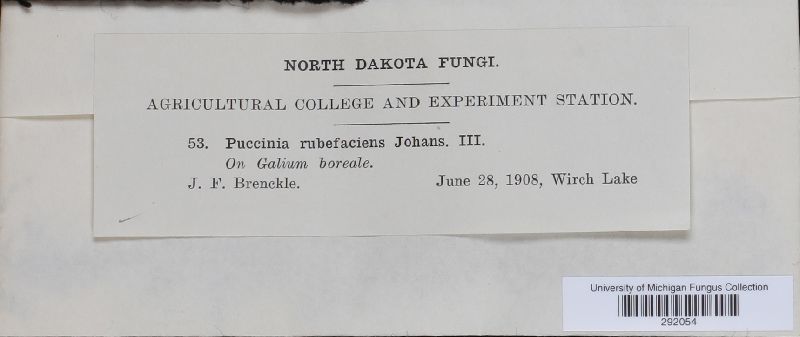 NORTH DAKOTA FUNGI.
AGRICULTURAL COLLEGE AND EXPERIMENT STATION.
53. Puccinia rubefaciens Johans. III.
On Galium boreale.
J. F. Brenckle. June 28, 1908, Wirch Lake
University of Michigan Fungus Collection
292054